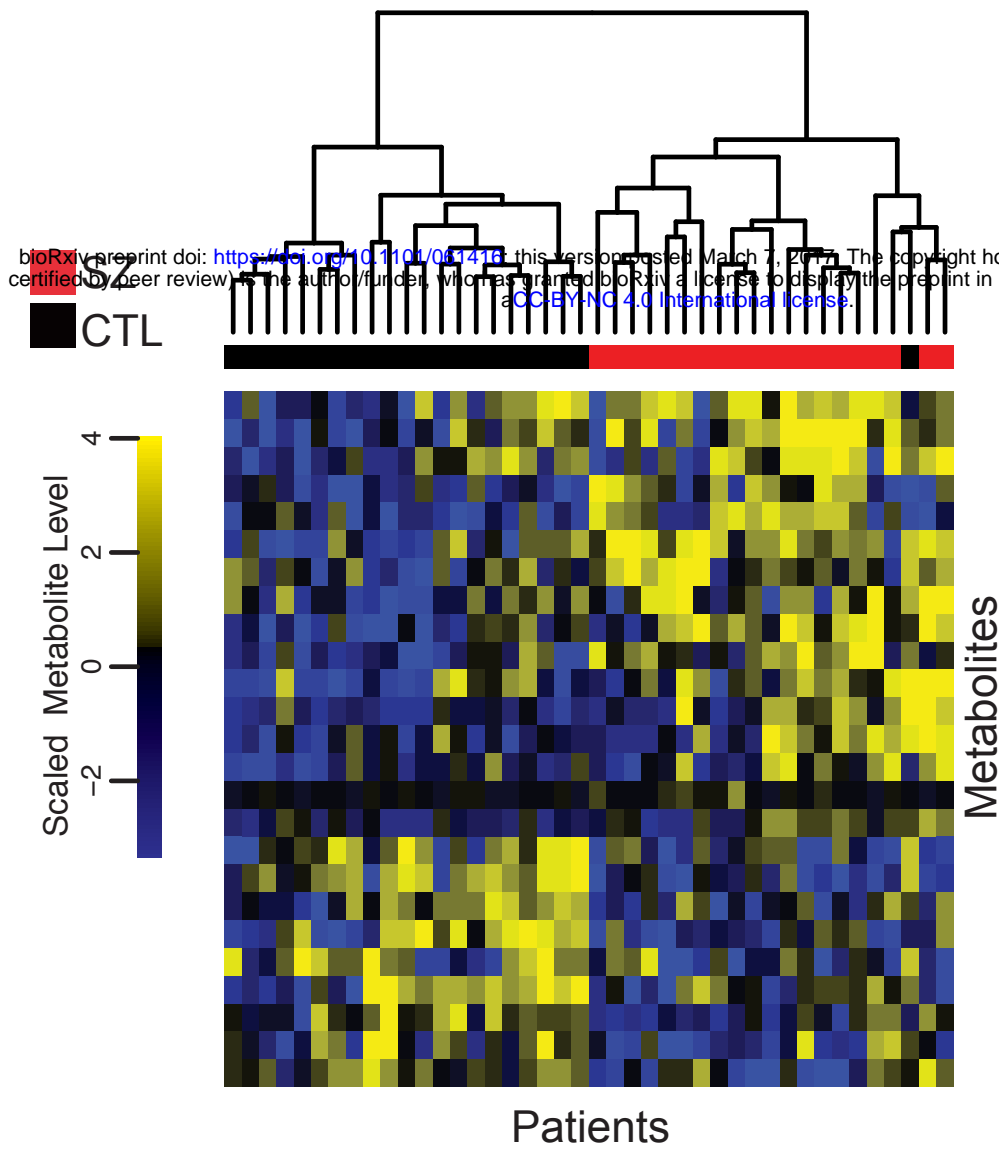 bioRxiv preprint doi: https://doi.org/10.1101/061416; this version posted March 7, 2017. The copyright ho
certified by peer review) is the author/funder, who has granted bioRxiv a license to display the preprint in
aCC-BY-NC 4.0 International license.
SZ
CTL
Scaled Metabolite Level
4
2
0
−2
Metabolites
Patients